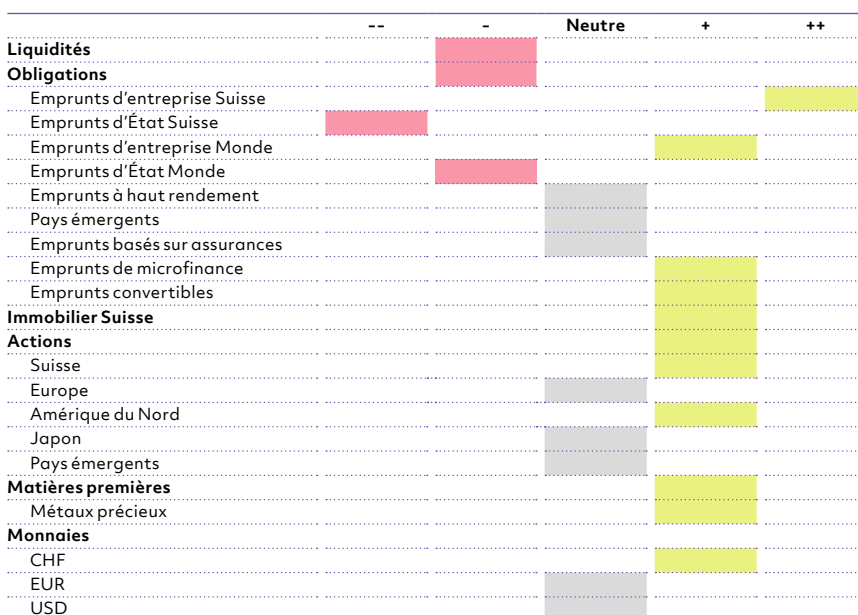 -- - Neutre + ++
Liquidités
Obligations
Emprunts d’entreprise Suisse
Emprunts d’État Suisse
Emprunts d’entreprise Monde
Emprunts d’État Monde
Emprunts à haut rendement
Pays émergents
Emprunts basés sur assurances
Emprunts de microfinance
Emprunts convertibles
Immobilier Suisse
Actions
Suisse
Europe
Amérique du Nord
Japon
Pays émergents
Matières premières
Métaux précieux
Monnaies
CHF
EUR
USD